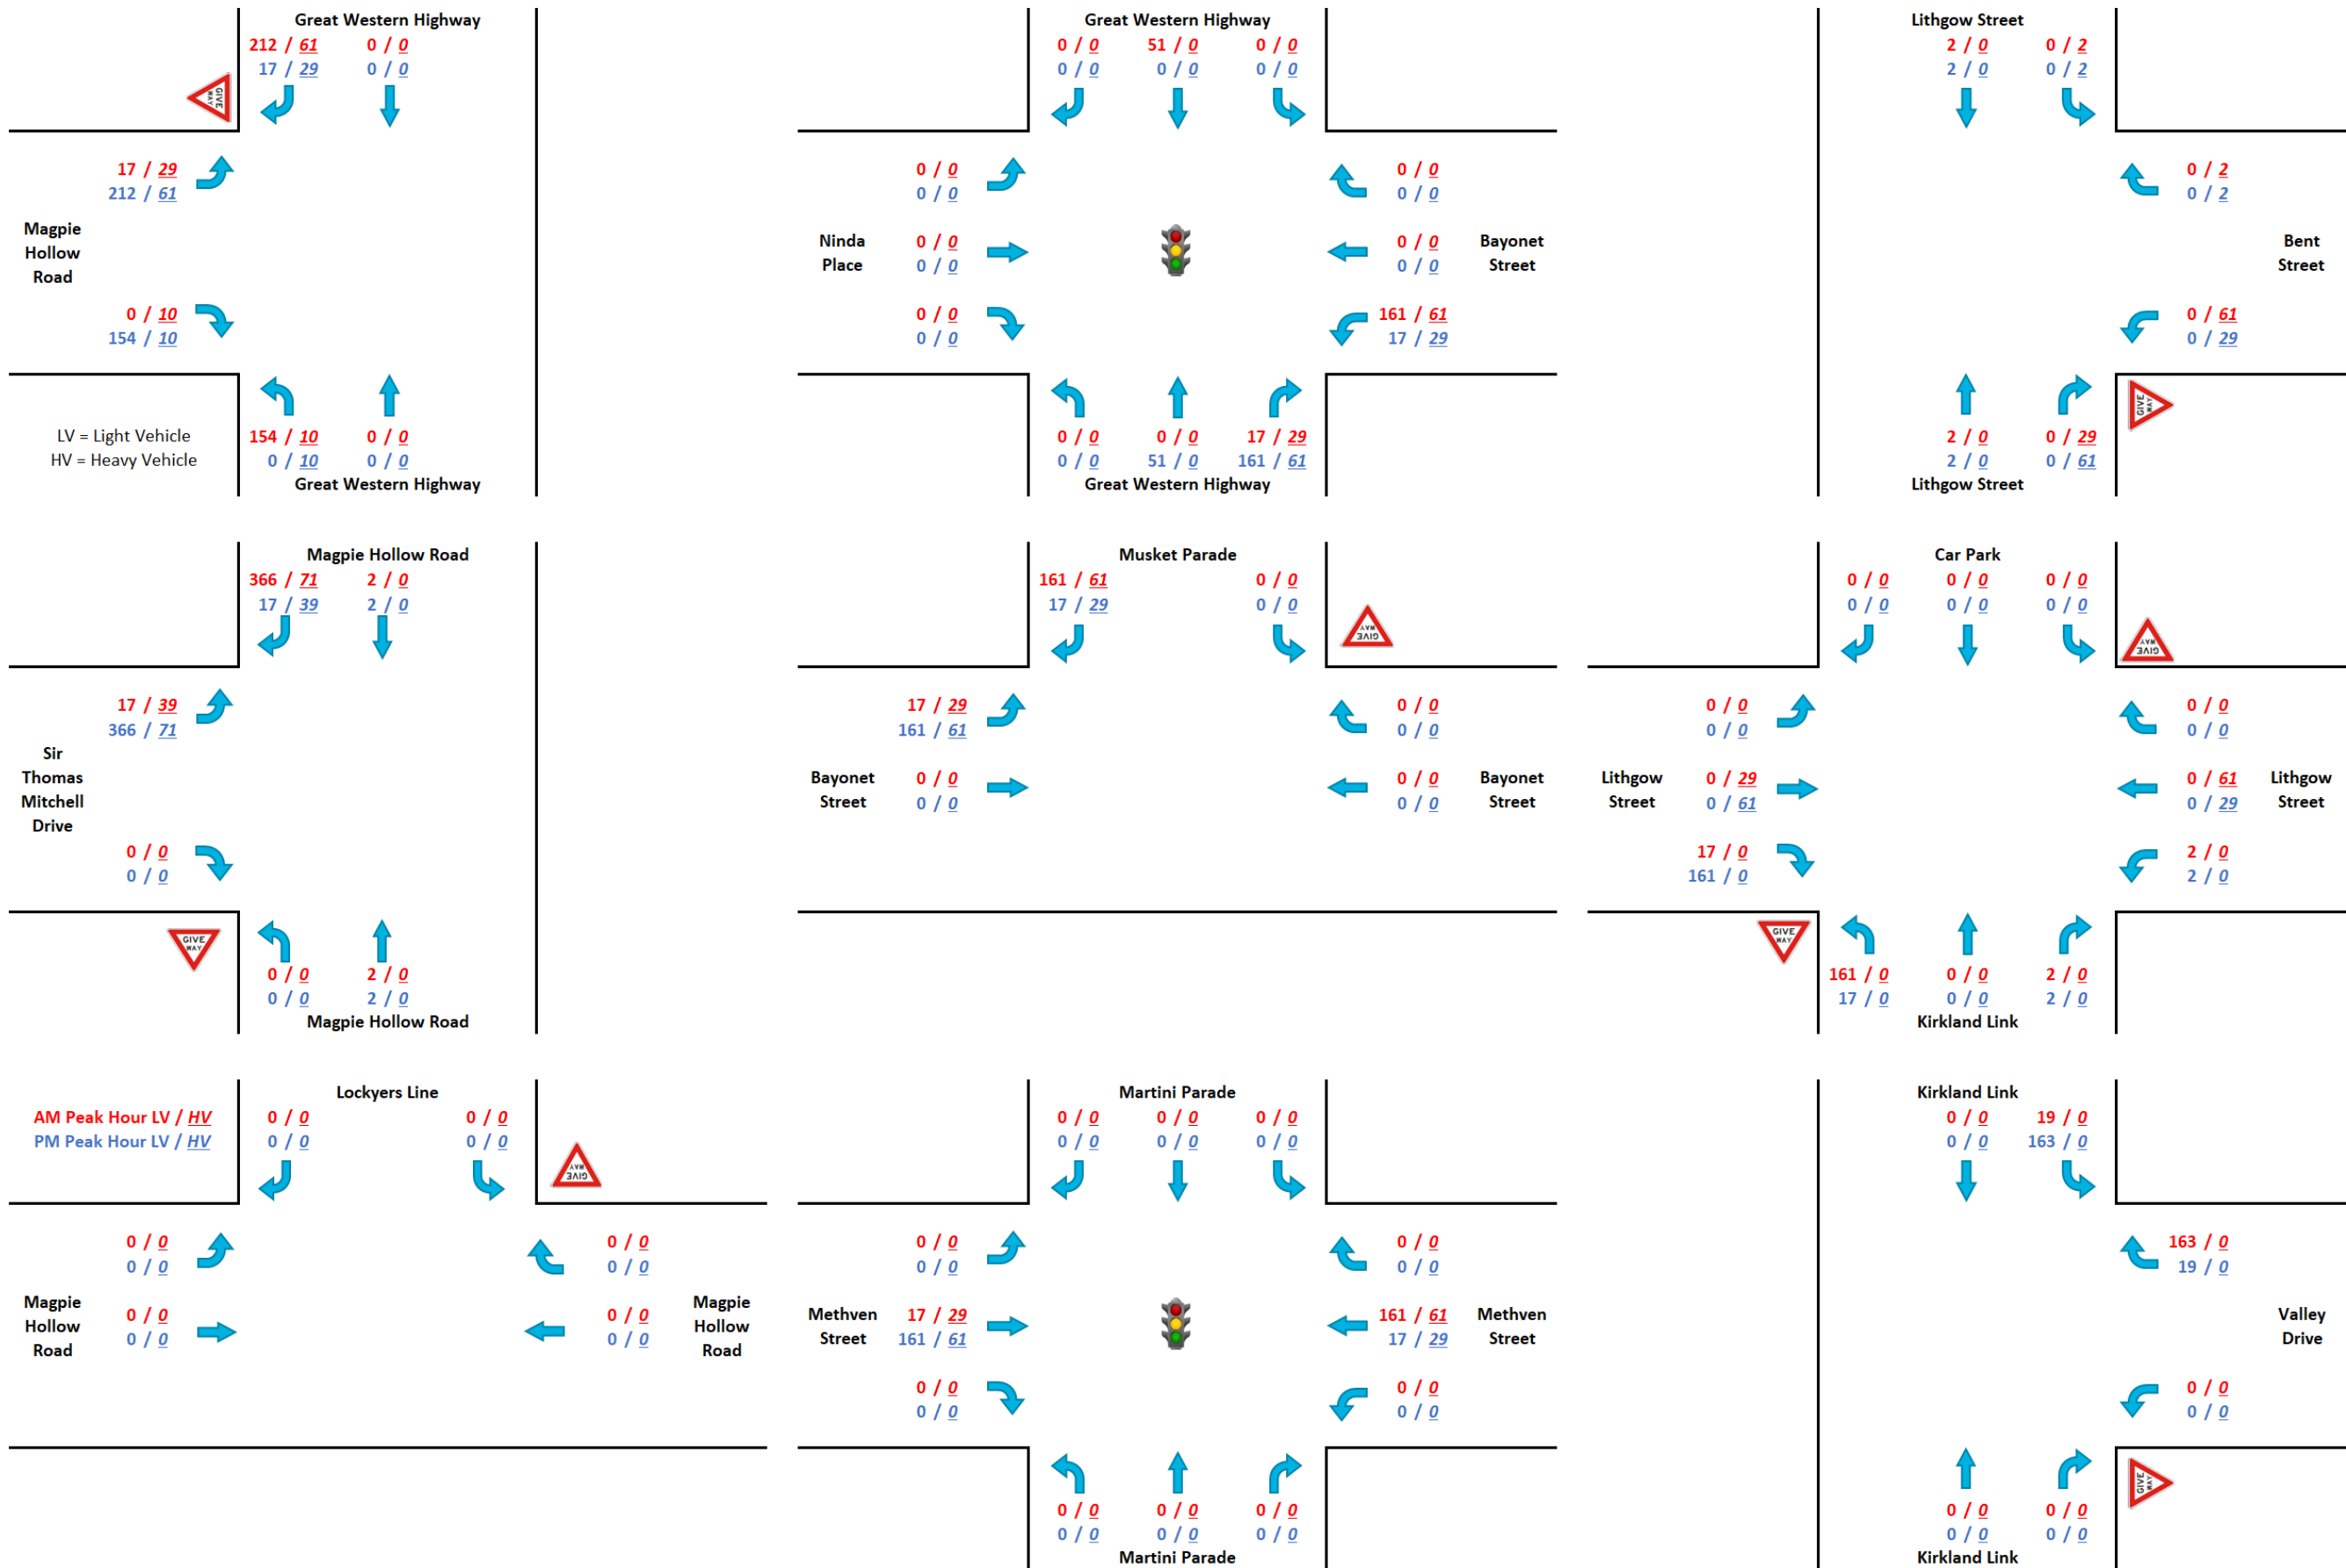 Great Western Highway
212 / 61 0 / 0
17 / 29 0 / 0
GIVE WAY
17 / 29
212 / 61
Magpie
Hollow
Road
0 / 10
154 / 10
LV = Light Vehicle
HV = Heavy Vehicle
154 / 10 0 / 0
0 / 10 0 / 0
Great Western Highway
Great Western Highway
0 / 0 51 / 0 0 / 0
0 / 0 0 / 0 0 / 0
0 / 0 0 / 0
0 / 0 0 / 0
Ninda
Place
0 / 0 0 / 0
0 / 0 0 / 0
Bayonet
Street
0 / 0 161 / 61
0 / 0 17 / 29
0 / 0 0 / 0 17 / 29
0 / 0 51 / 0 161 / 61
Great Western Highway
Lithgow Street
2 / 0 0 / 2
2 / 0 0 / 2
0 / 2
0 / 2
Bent
Street
0 / 61
0 / 29
GIVE WAY
2 / 0 0 / 29
2 / 0 0 / 61
Lithgow Street
Magpie Hollow Road
366 / 71 2 / 0
17 / 39 2 / 0
17 / 39
366 / 71
Sir
Thomas
Mitchell
Drive
0 / 0
0 / 0
GIVE
WAY
0 / 0 2 / 0
0 / 0 2 / 0
Magpie Hollow Road
Musket Parade
161 / 61 0 / 0
17 / 29 0 / 0
GIVE WAY
17 / 29 0 / 0
161 / 61 0 / 0
Bayonet
Street
0 / 0 0 / 0
0 / 0 0 / 0
Bayonet
Street
Car Park
0 / 0 0 / 0 0 / 0
0 / 0 0 / 0 0 / 0
GIVE WAY
0 / 0 0 / 0
0 / 0 0 / 0
Lithgow
Street
0 / 29 0 / 61
0 / 61 0 / 29
Lithgow
Street
17 / 0 2 / 0
161 / 0 2 / 0
GIVE
WAY
161 / 0 0 / 0 2 / 0
17 / 0 0 / 0 2 / 0
Kirkland Link
AM Peak Hour LV / HV
PM Peak Hour LV / HV
Lockyers Line
0 / 0 0 / 0
0 / 0 0 / 0
GIVE WAY
0 / 0 0 / 0
0 / 0 0 / 0
Magpie
Hollow
Road
0 / 0 0 / 0
0 / 0 0 / 0
Magpie
Hollow
Road
Martini Parade
0 / 0 0 / 0 0 / 0
0 / 0 0 / 0 0 / 0
0 / 0 0 / 0
0 / 0 0 / 0
Methven
Street
17 / 29 161 / 61
161 / 61 17 / 29
Methven
Street
0 / 0 0 / 0
0 / 0 0 / 0
0 / 0 0 / 0 0 / 0
0 / 0 0 / 0 0 / 0
Martini Parade
Kirkland Link
0 / 0 19 / 0
0 / 0 163 / 0
163 / 0
19 / 0
Valley
Drive
0 / 0
0 / 0
GIVE WAY
0 / 0 0 / 0
0 / 0 0 / 0
Kirkland Link